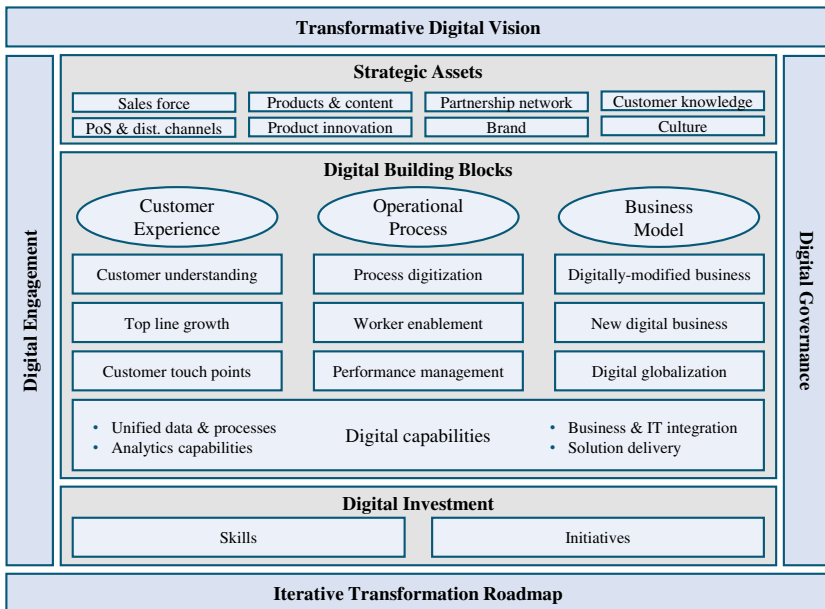 Transformative Digital Vision
Digital Engagement
Strategic Assets
Sales force
Products & content
Partnership network
Customer knowledge
PoS & dist. channels
Product innovation
Brand
Culture
Digital Building Blocks
Customer
Experience
Operational
Process
Business
Model
Customer understanding
Process digitization
Digitally-modified business
Top line growth
Worker enablement
New digital business
Customer touch points
Performance management
Digital globalization
• Unified data & processes
• Analytics capabilities
Digital capabilities
• Business & IT integration
• Solution delivery
Digital Investment
Skills
Initiatives
Digital Governance
Iterative Transformation Roadmap